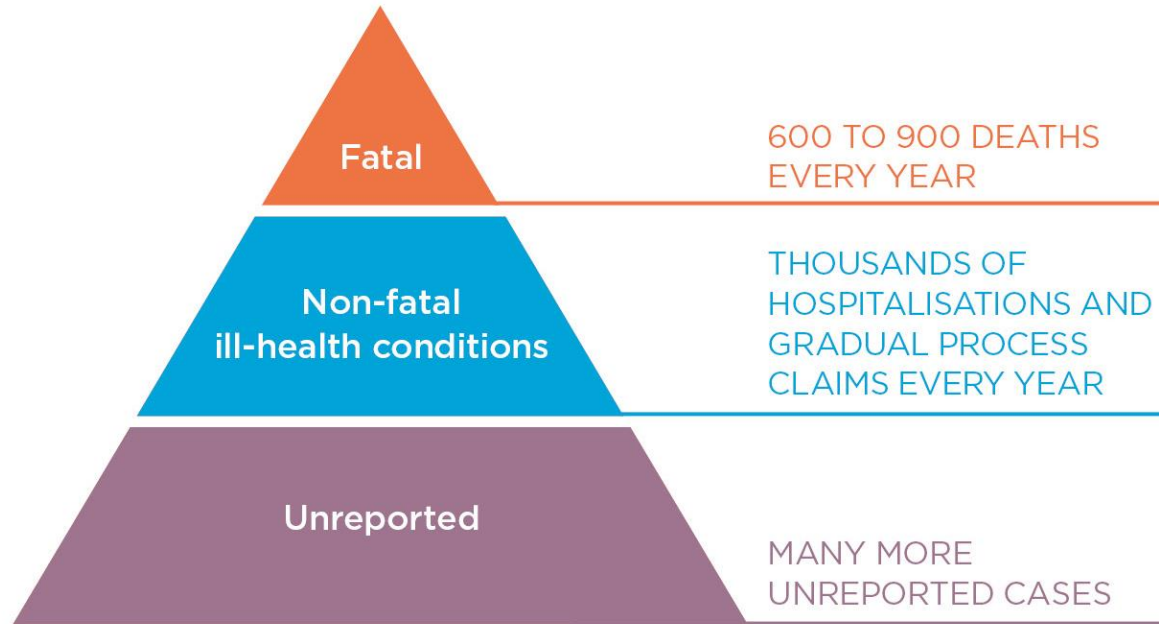 Fatal
600 TO 900 DEATHS
EVERY YEAR
Non-fatal
ill-health conditions
THOUSANDS OF
HOSPITALISATIONS AND
GRADUAL PROCESS
CLAIMS EVERY YEAR
Unreported
MANY MORE
UNREPORTED CASES